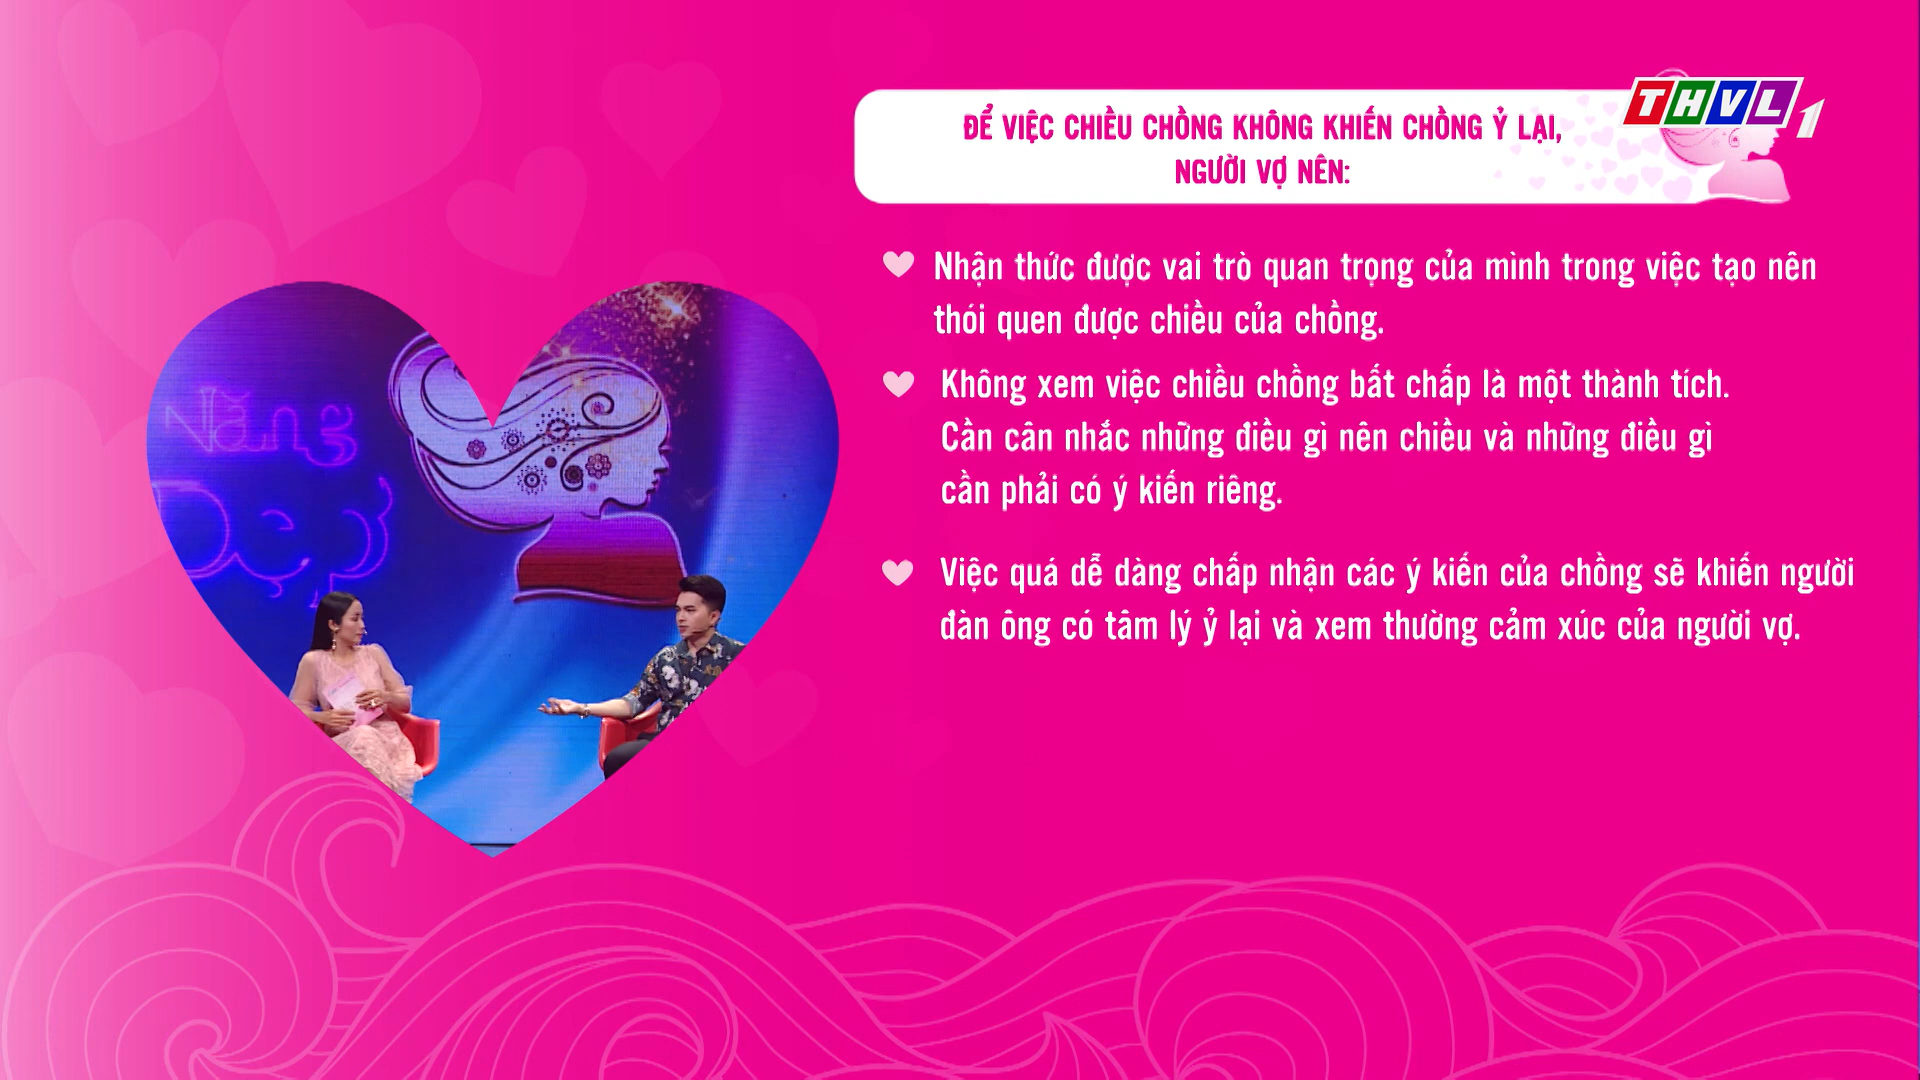 THVL1
ĐỂ VIỆC CHIỀU CHỒNG KHÔNG KHIẾN CHỒNG Ỷ LẠI,
NGƯỜI VỢ NÊN:
Nhận thức được vai trò quan trọng của mình trong việc tạo nên
thói quen được chiều của chồng.
Không xem việc chiều chồng bất chấp là một thành tích.
Cần cân nhắc những điều gì nên chiều và những điều gì
cần phải có ý kiến riêng.
Việc quá dễ dàng chấp nhận các ý kiến của chồng sẽ khiến người
đàn ông có tâm lý ỷ lại và xem thường cảm xúc của người vợ.
Năng
Đẹp